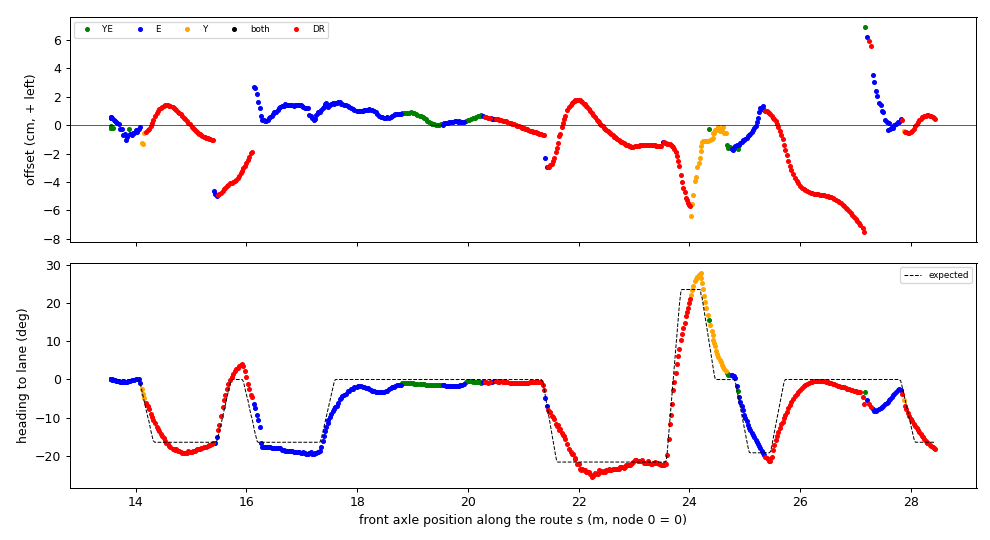 YE E Y both DR
6
4
2
0
−2
−4
−6
−8
offset (cm, + left)
expected
30
20
10
0
−10
−20
heading to lane (deg)
14 16 18 20 22 24 26 28
front axle position along the route s (m, node 0 = 0)